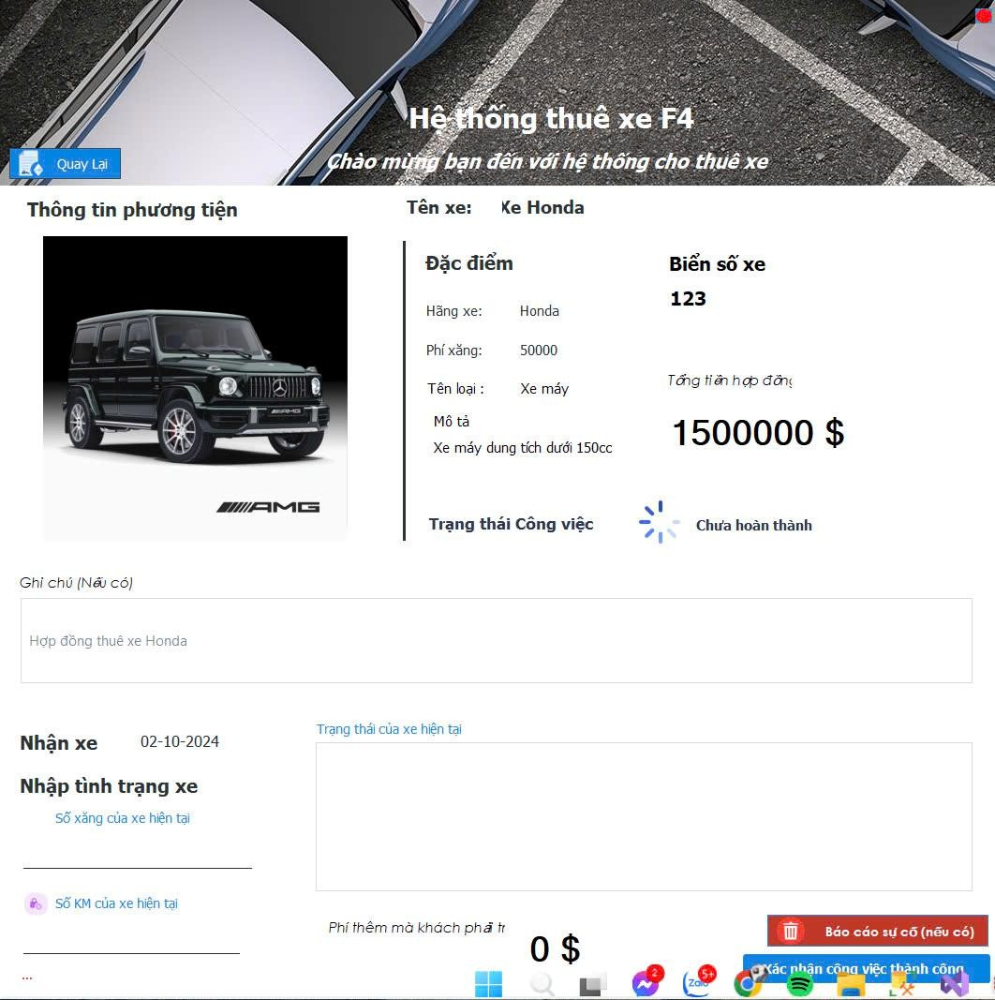 Hệ thống thuê xe F4
Chào mừng bạn đến với hệ thống cho thuê xe
Quay Lại
Thông tin phương tiện
Tên xe: Xe Honda
Đặc điểm
Biển số xe
123
Hãng xe: Honda
Phí xăng: 50000
Tên loại : Xe máy
Tổng tiền hợp đồng
Mô tả
Xe máy dung tích dưới 150cc
1500000 $
AMG
AMG
Trạng thái Công việc
Chưa hoàn thành
Ghi chú (Nếu có)
Hợp đồng thuê xe Honda
Nhận xe 02-10-2024
Trạng thái của xe hiện tại
Nhập tình trạng xe
Số xăng của xe hiện tại
Số KM của xe hiện tại
Phí thêm mà khách phải tr
0 $
Báo cáo sự cố (nếu có)
Xác nhận công việc thành công
...
2
Zalo
5+